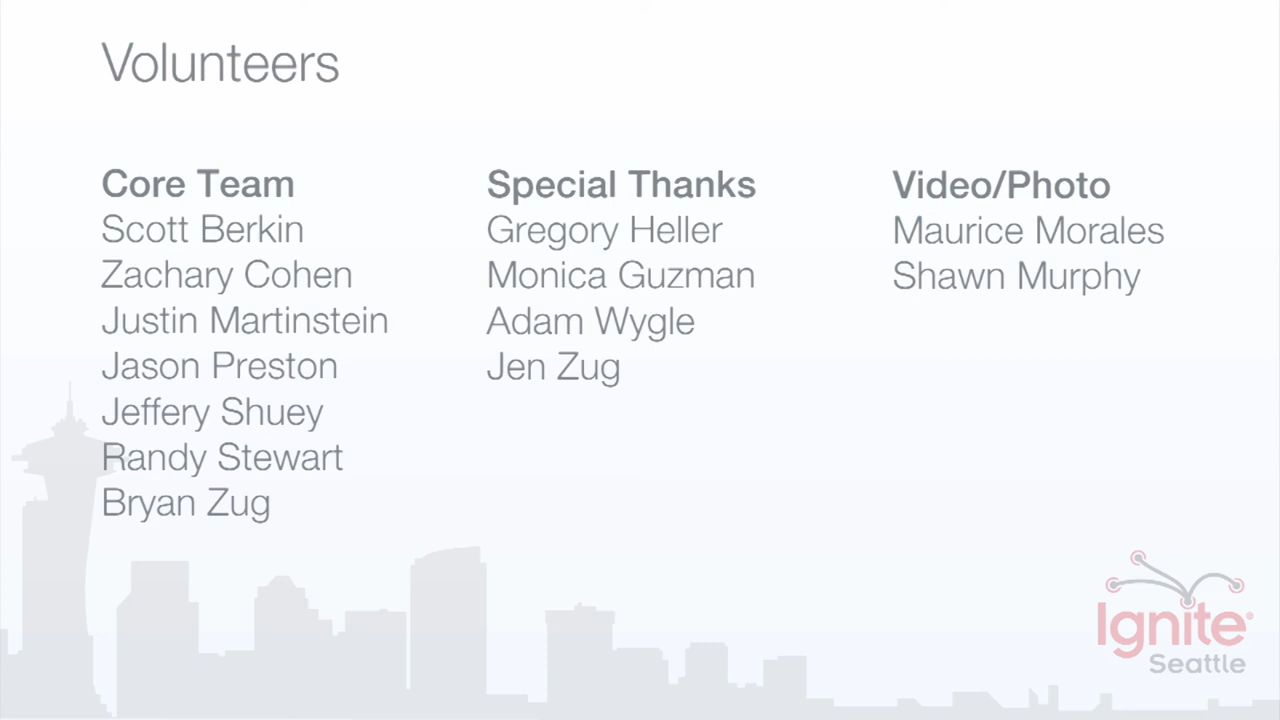 Volunteers
Core Team
Scott Berkin
Zachary Cohen
Justin Martinstein
Jason Preston
Jeffery Shuey
Randy Stewart
Bryan Zug
Special Thanks
Gregory Heller
Monica Guzman
Adam Wygle
Jen Zug
Video/Photo
Maurice Morales
Shawn Murphy
Ignite®
Seattle